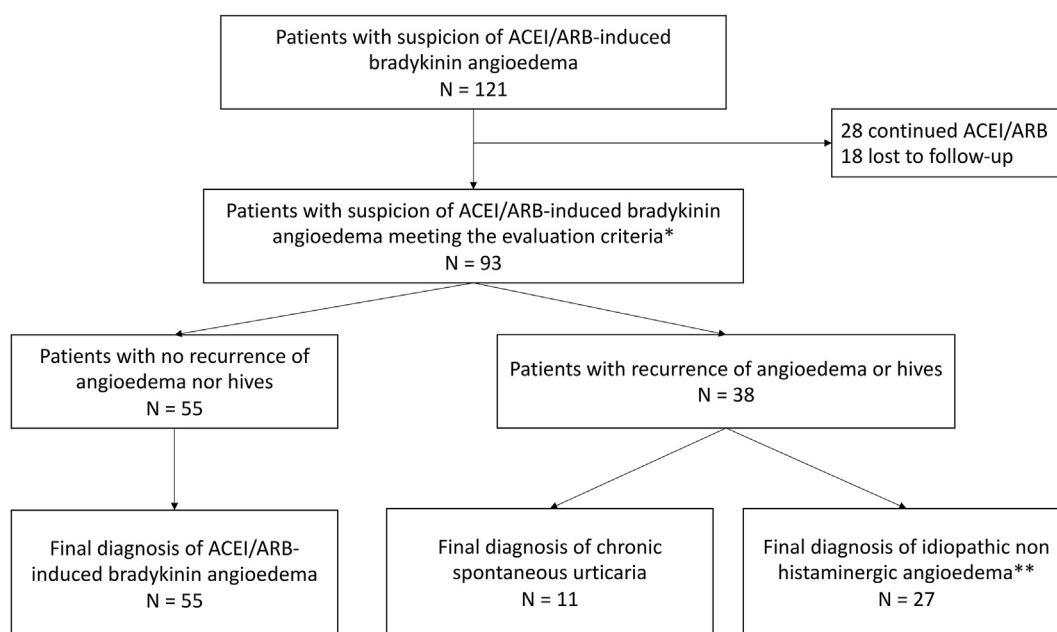 Patients with suspicion of ACEI/ARB-induced
bradykinin angioedema
N = 121
28 continued ACEI/ARB
18 lost to follow-up
Patients with suspicion of ACEI/ARB-induced bradykinin
angioedema meeting the evaluation criteria*
N = 93
Patients with no recurrence of
angioedema nor hives
N = 55
Patients with recurrence of angioedema or hives
N = 38
Final diagnosis of ACEI/ARB-
induced bradykinin angioedema
N = 55
Final diagnosis of chronic
spontaneous urticaria
N = 11
Final diagnosis of idiopathic non
histaminergic angioedema**
N = 27